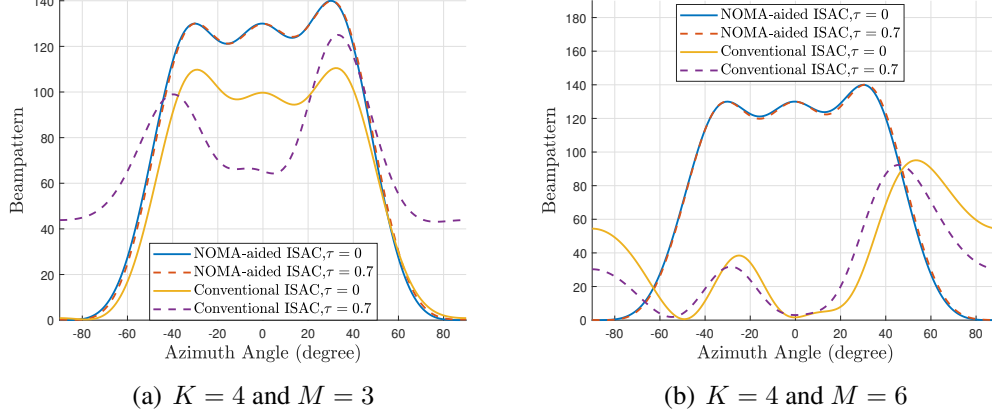 140
120
100
80
60
40
20
0
Beampattern
-80 -60 -40 -20 0 20 40 60 80
Azimuth Angle (degree)
NOMA-aided ISAC,τ = 0
NOMA-aided ISAC,τ = 0.7
Conventional ISAC,τ = 0
Conventional ISAC,τ = 0.7
(a) K = 4 and M = 3
180
160
140
120
100
80
60
40
20
0
Beampattern
-80 -60 -40 -20 0 20 40 60 80
Azimuth Angle (degree)
NOMA-aided ISAC,τ = 0
NOMA-aided ISAC,τ = 0.7
Conventional ISAC,τ = 0
Conventional ISAC,τ = 0.7
(b) K = 4 and M = 6